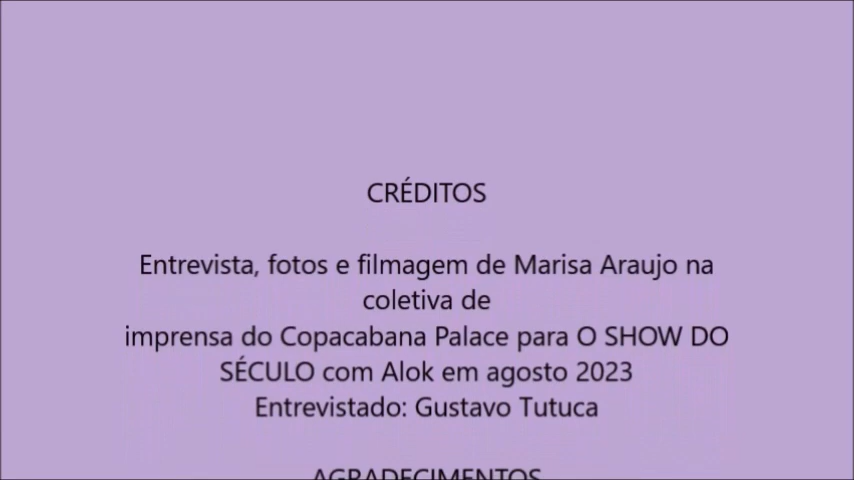 CRÉDITOS
Entrevista, fotos e filmagem de Marisa Araujo na
coletiva de
imprensa do Copacabana Palace para O SHOW DO
SÉCULO com Alok em agosto 2023
Entrevistado: Gustavo Tutuca
AGRADECIMENTOS